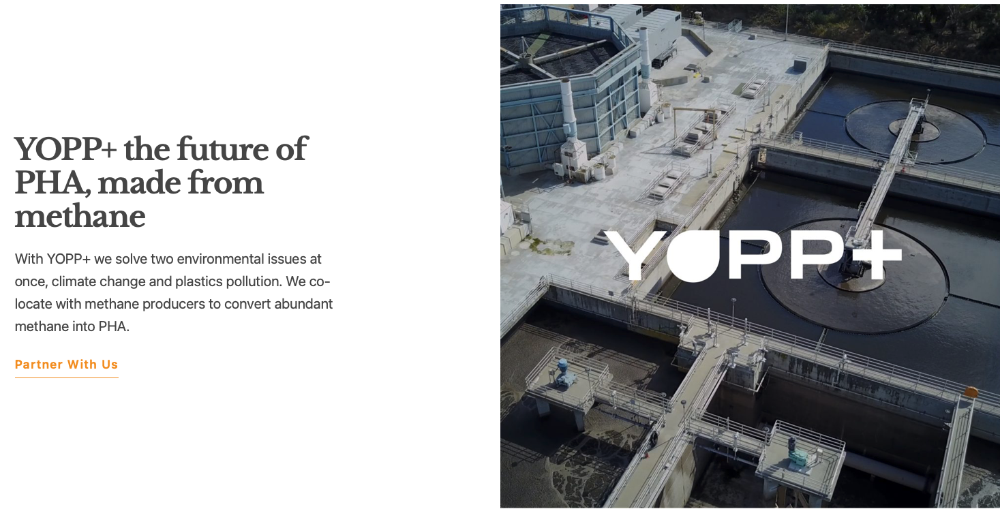 YOPP+ the future of
PHA, made from
methane
With YOPP+ we solve two environmental issues at
once, climate change and plastics pollution. We co-
locate with methane producers to convert abundant
methane into PHA.
Partner With Us
YOPP+